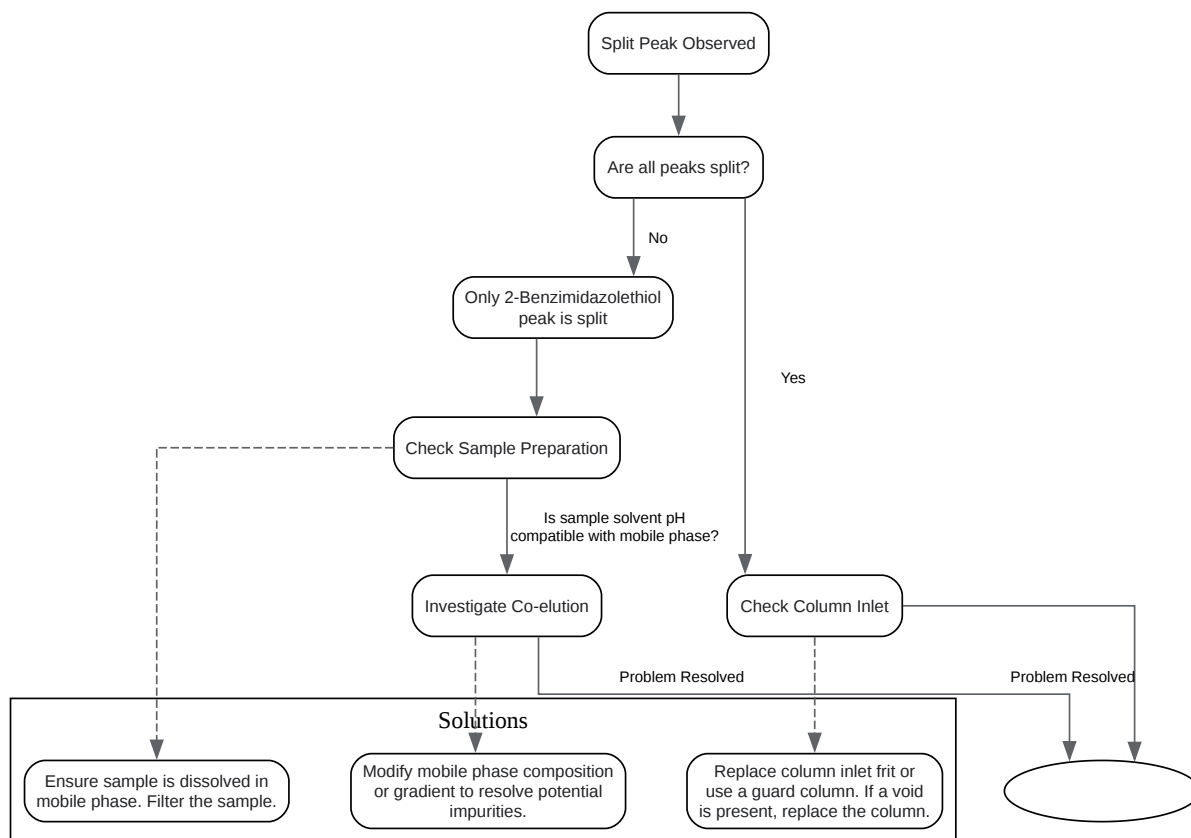 Split Peak Observed
Are all peaks split?
No
Only 2-Benzimidazolethiol
peak is split
Yes
Check Sample Preparation
Is sample solvent pH
compatible with mobile phase?
Investigate Co-elution
Check Column Inlet
Problem Resolved
Problem Resolved
Solutions
Ensure sample is dissolved in
mobile phase. Filter the sample.
Modify mobile phase composition
or gradient to resolve potential
impurities.
Replace column inlet frit or
use a guard column. If a void
is present, replace the column.